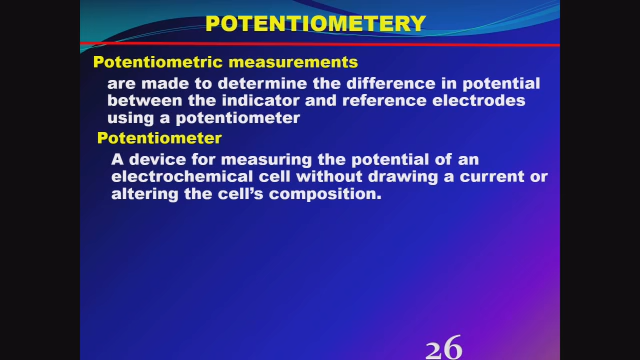 POTENTIOMETERY
Potentiometric measurements
are made to determine the difference in potential
between the indicator and reference electrodes
using a potentiometer
Potentiometer
A device for measuring the potential of an
electrochemical cell without drawing a current or
altering the cell’s composition.
26